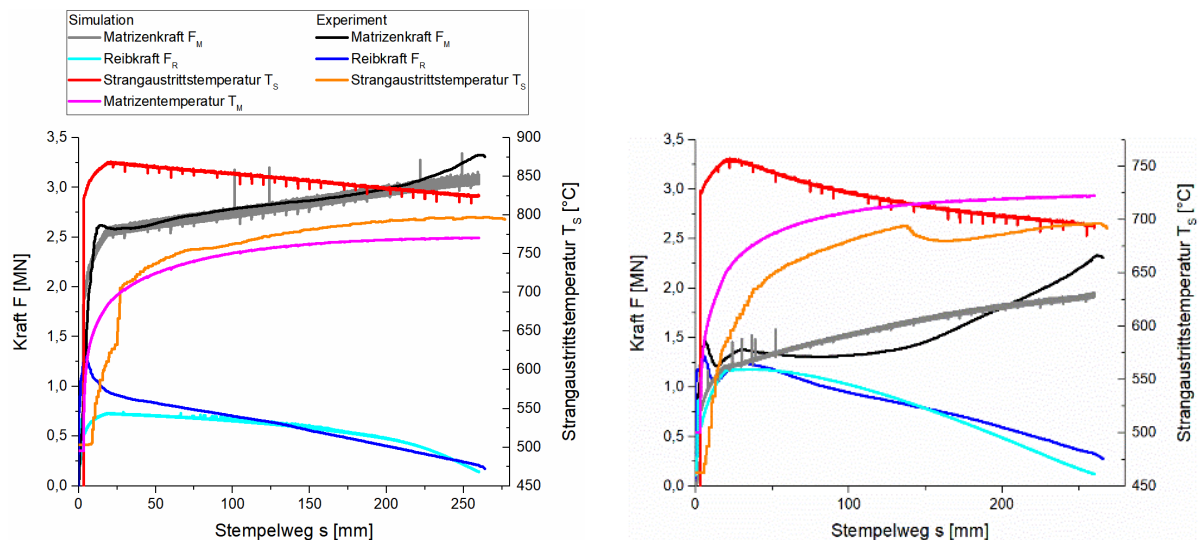 Simulation Experiment
Matrizenkraft F_M Matrizenkraft F_M
Reibkraft F_R Reibkraft F_R
Strangaustrittstemperatur T_S Strangaustrittstemperatur T_S
Matrizentemperatur T_M
3,5
3,0
2,5
2,0
1,5
1,0
0,5
0,0
Kraft F [MN]
0 50 100 150 200 250
Stempelweg s [mm]
900
850
800
750
700
650
600
550
500
450
Strangaustrittstemperatur T_S [°C]
3,5
3,0
2,5
2,0
1,5
1,0
0,5
0,0
Kraft F [MN]
0 50 100 150 200
Stempelweg s [mm]
750
700
650
600
550
500
450
Strangaustrittstemperatur T_S [°C]